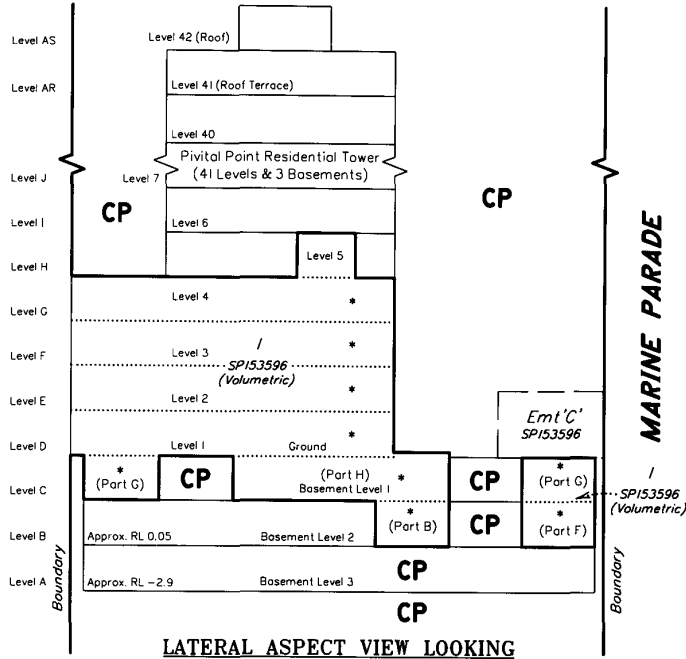 Level AS
Level 42 (Roof)
Level AR
Level 41 (Roof Terrace)
Level 40
Pivital Point Residential Tower
(41 Levels & 3 Basements)
Level J
Level 7
CP
CP
Level I
Level 6
Level H
Level 5
Level G
Level 4
*
Level F
Level 3
*
1
SP153596
(Volumetric)
Level E
Level 2
*
Emt 'C'
SP153596
MARINE PARADE
Level D
Level 1
Ground
*
Level C
*
(Part G)
CP
(Part H)
*
Basement Level 1
CP
*
(Part G)
1
SP153596
(Volumetric)
Level B
Approx. RL 0.05
Basement Level 2
*
(Part B)
CP
*
(Part F)
Level A
Approx. RL -2.9
Basement Level 3
CP
CP
Boundary
Boundary
LATERAL ASPECT VIEW LOOKING